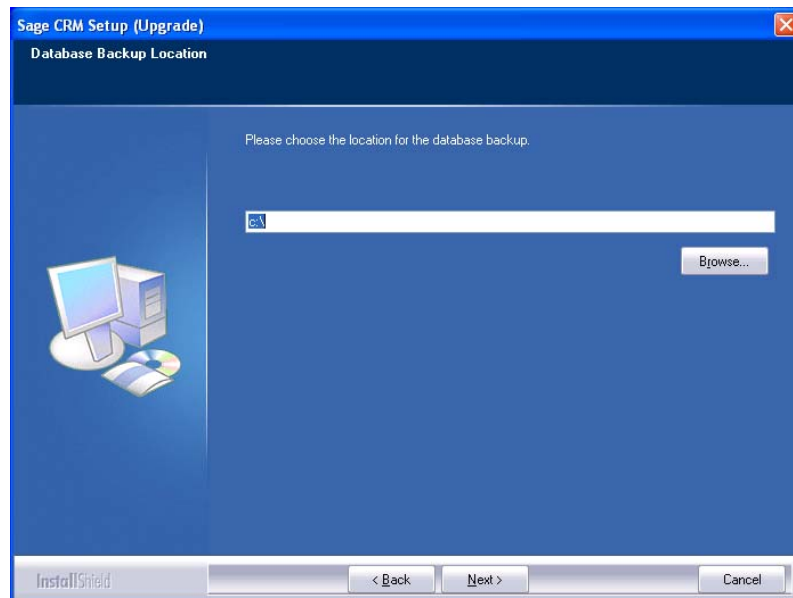 Sage CRM Setup (Upgrade)
Database Backup Location
Please choose the location for the database backup.
c:\
Browse...
InstallShield
< Back
Next >
Cancel